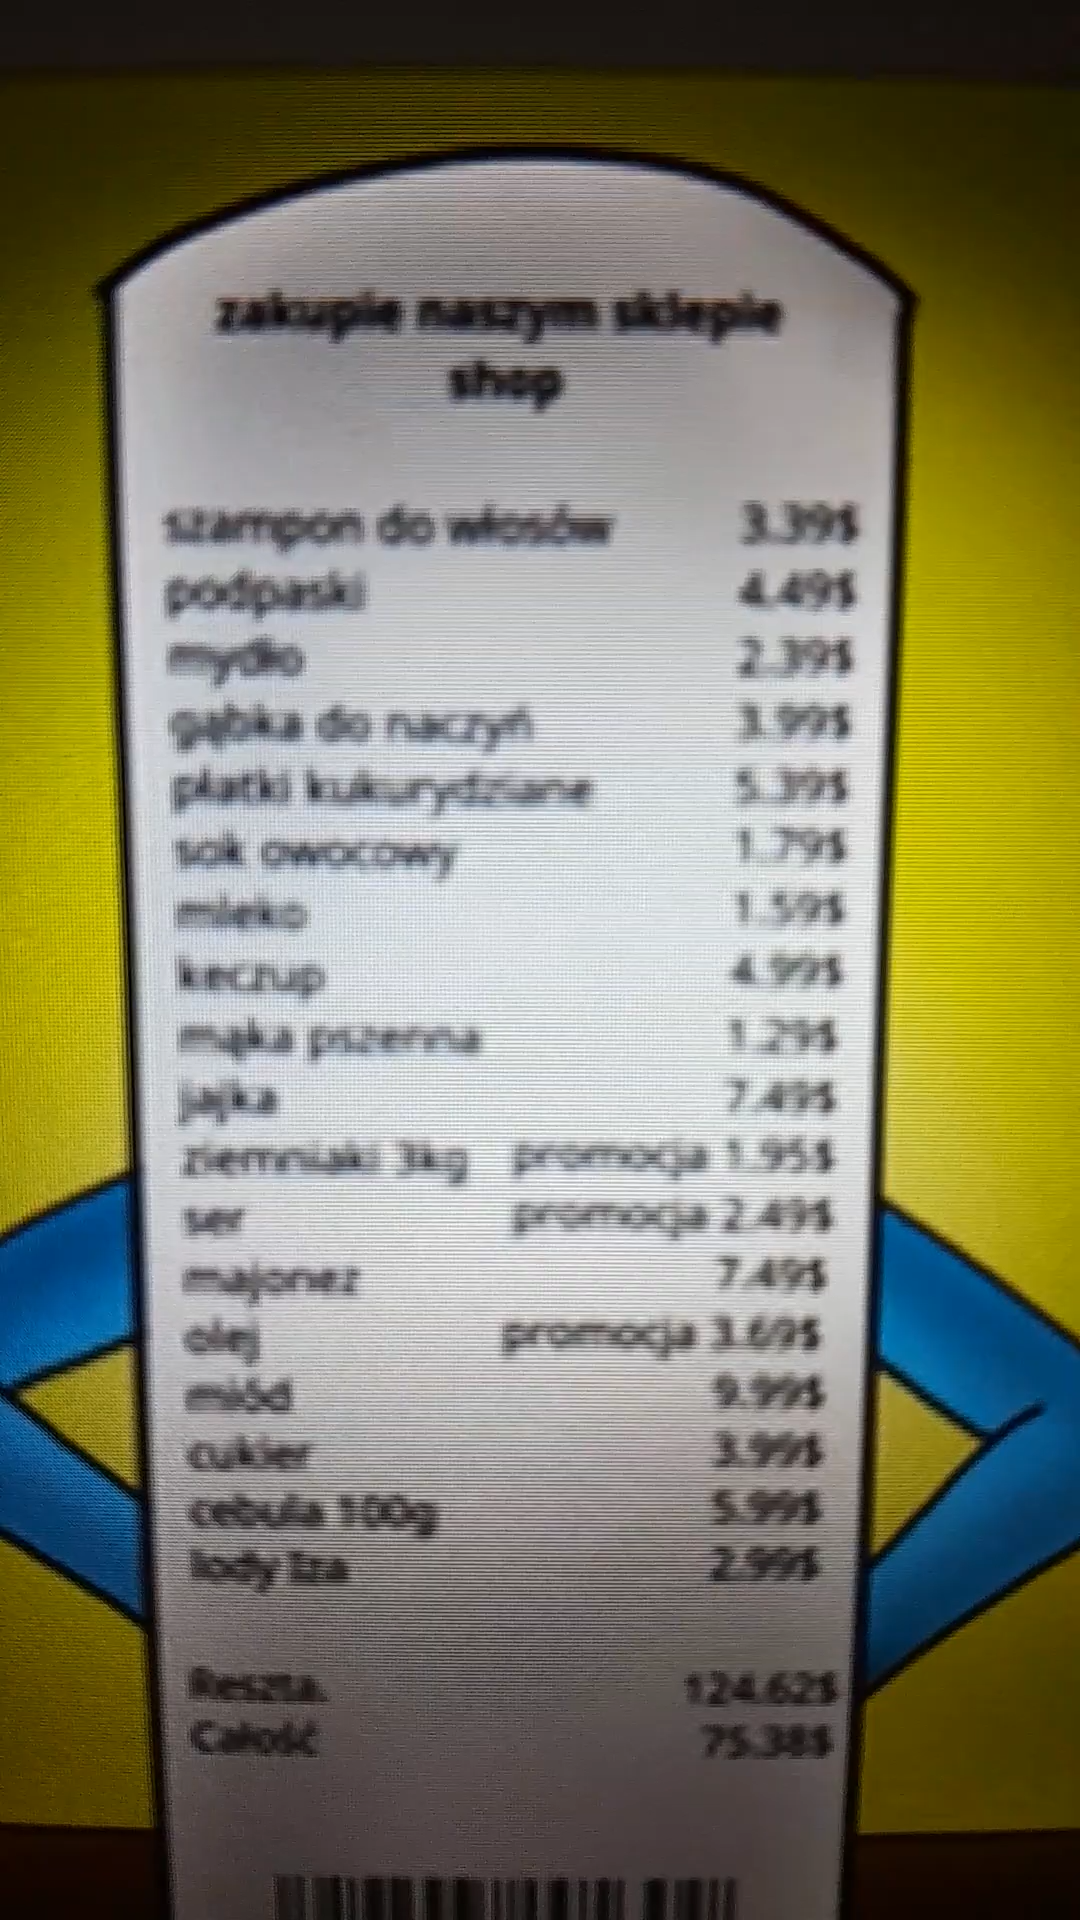 zakupie naszym sklepie
shop
szampon do włosów 3.39$
podpaski 4.49$
mydło 2.39$
gąbka do naczyń 3.99$
płatki kukurydziane 5.39$
sok owocowy 1.79$
mleko 1.59$
keczup 4.99$
mąka pszenna 1.29$
jajka 7.49$
ziemniaki 3kg promocja 1.95$
ser promocja 2.49$
majonez 7.49$
olej promocja 3.69$
miód 9.99$
cukier 3.99$
cebula 100g 5.99$
lody Iza 2.99$
Reszta. 124.62$
Całość 75.38$